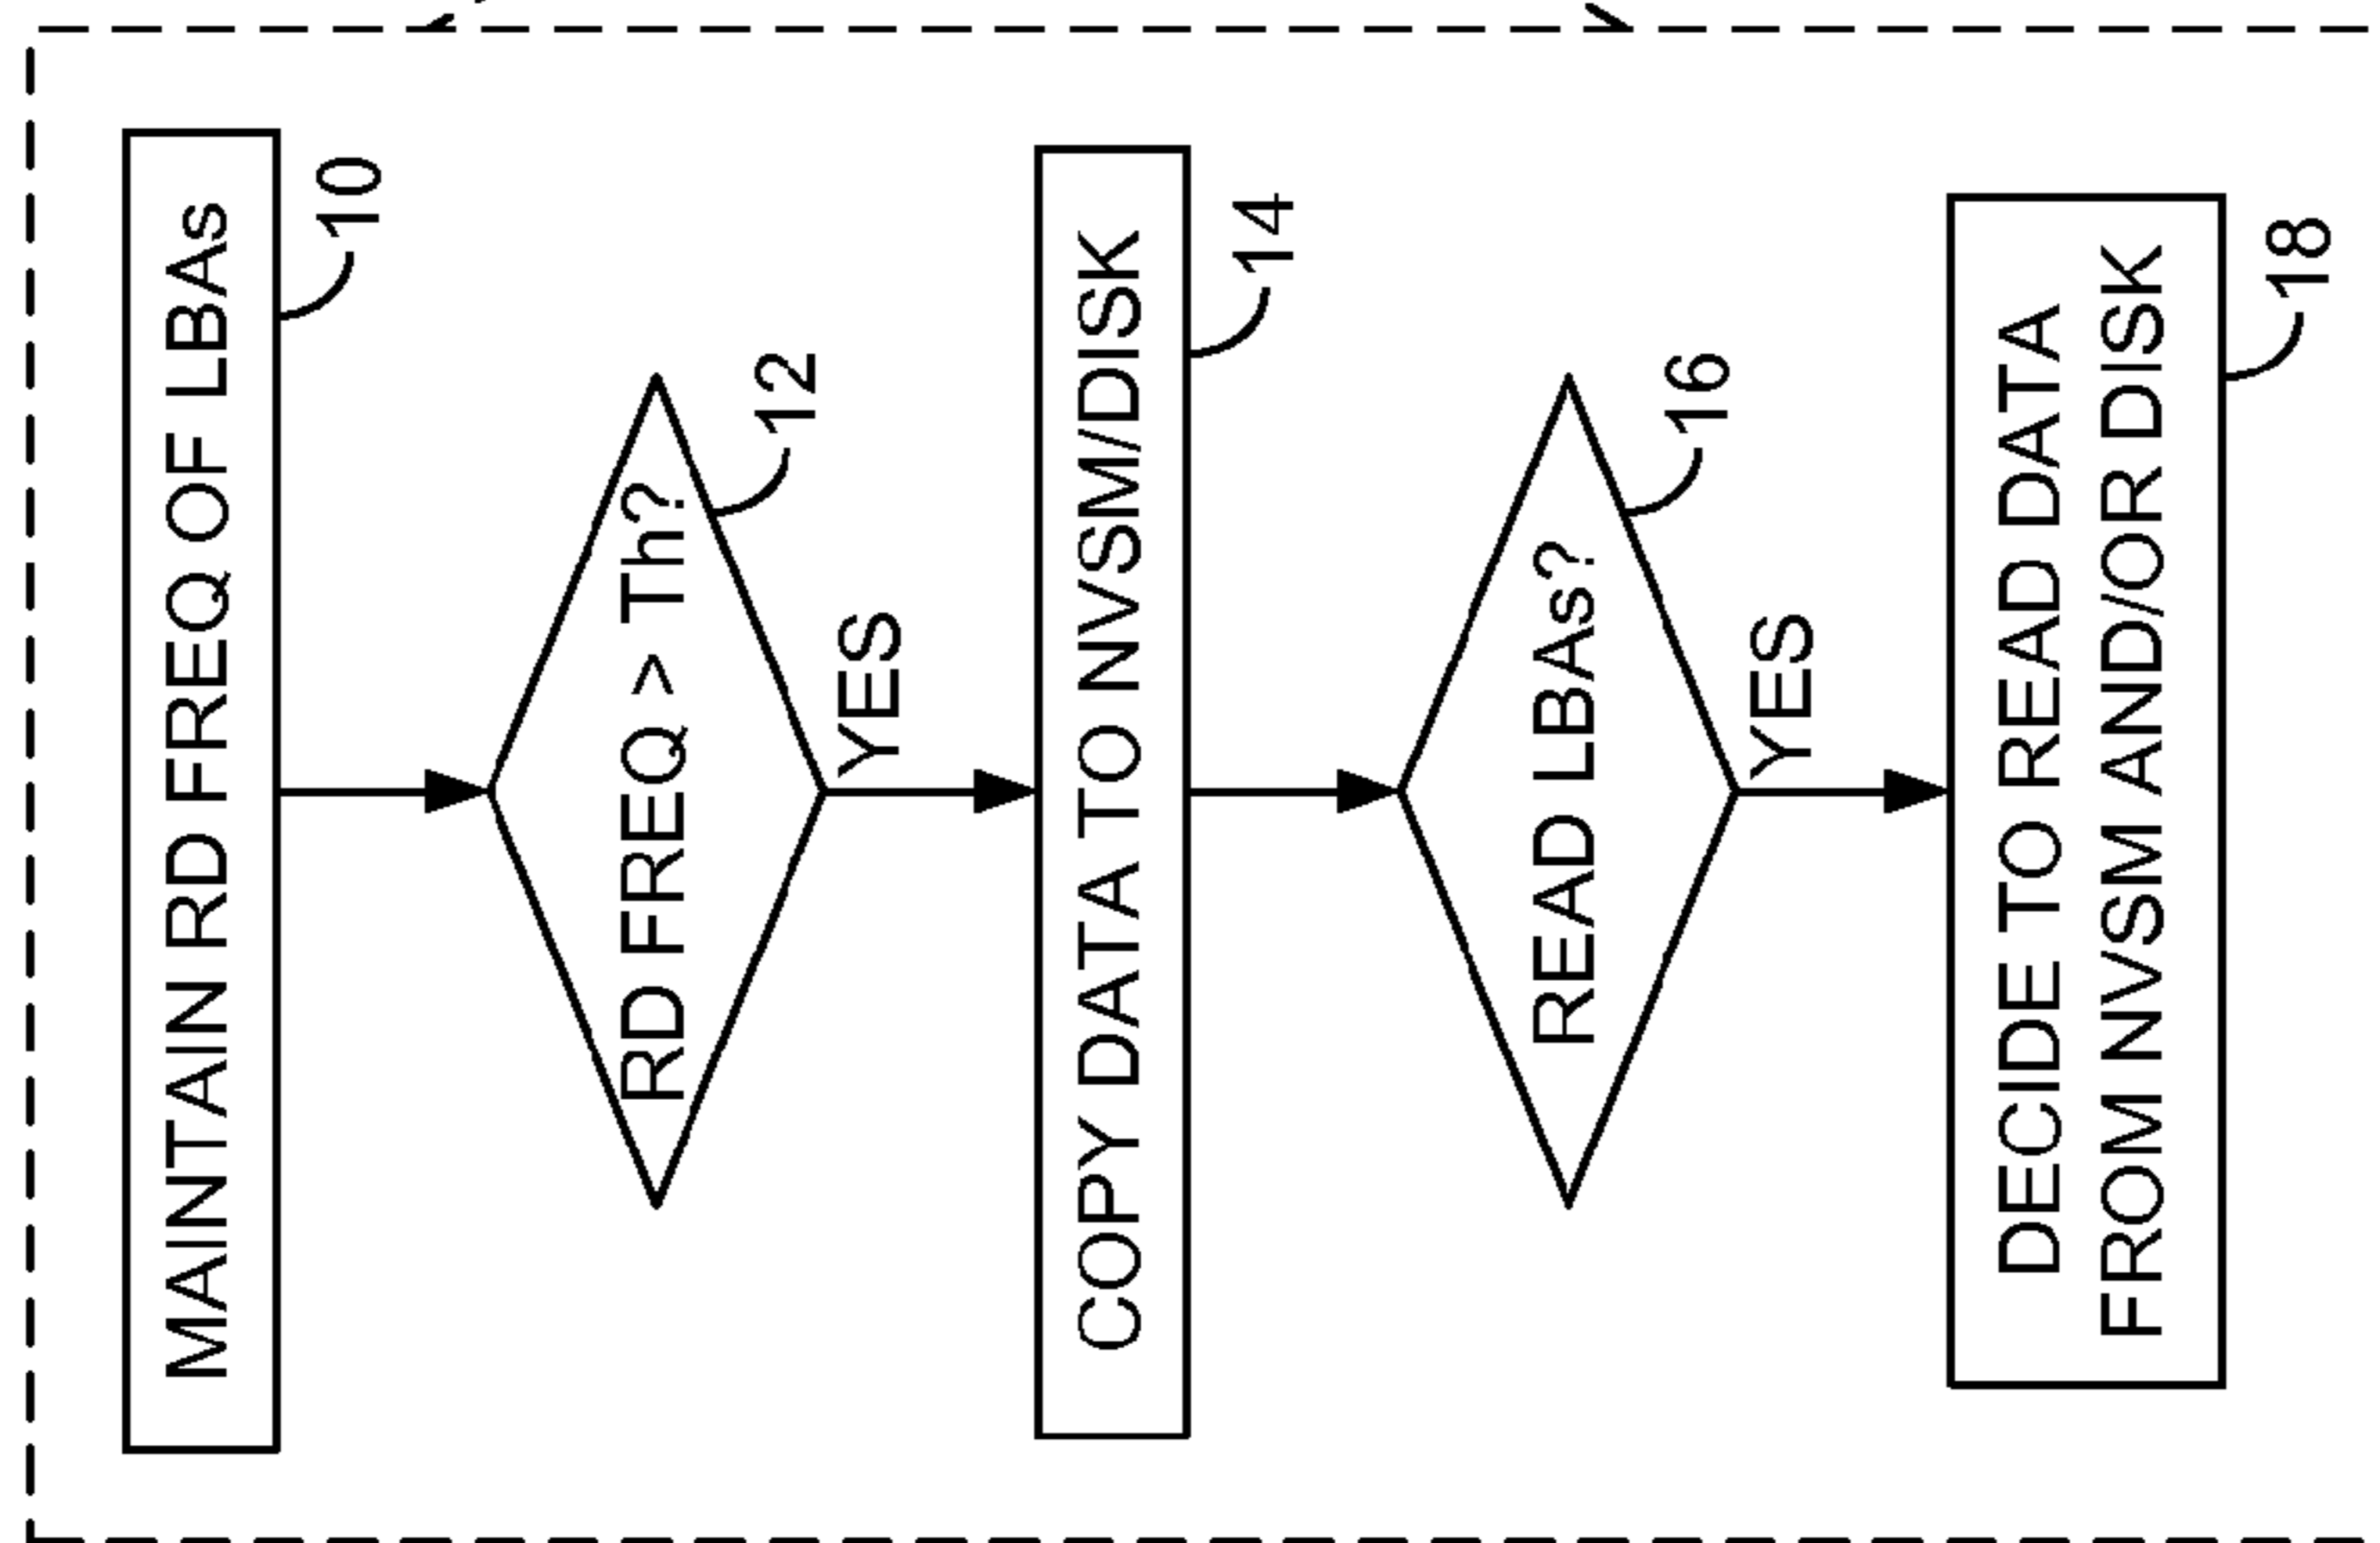 MAINTAIN RD FREQ OF LBAs
10
RD FREQ > Th?
12
YES
COPY DATA TO NVSM/DISK
14
READ LBAs?
16
YES
DECIDE TO READ DATA
FROM NVSM AND/OR DISK
18